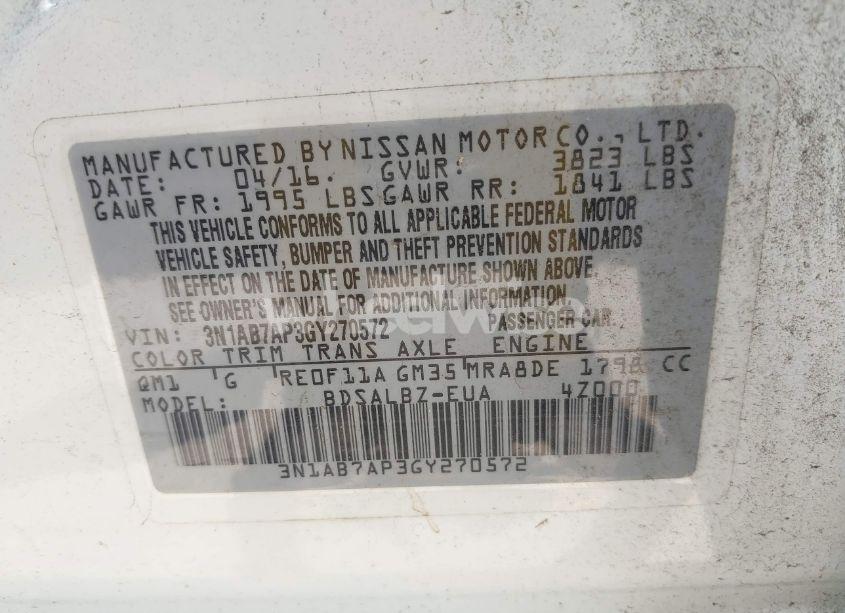 MANUFACTURED BY NISSAN MOTOR CO., LTD.
DATE: 04/16. GVWR: 3823 LBS
GAWR FR: 1995 LBS GAWR RR: 1841 LBS
THIS VEHICLE CONFORMS TO ALL APPLICABLE FEDERAL MOTOR
VEHICLE SAFETY, BUMPER AND THEFT PREVENTION STANDARDS
IN EFFECT ON THE DATE OF MANUFACTURE SHOWN ABOVE.
SEE OWNER'S MANUAL FOR ADDITIONAL INFORMATION.
VIN: 3N1AB7AP3GY270572 PASSENGER CAR.
COLOR TRIM TRANS AXLE ENGINE
QM1 G RE0F11A GM35 MRA8DE 1798 CC
MODEL: BDSALBZ-EUA 4Z000
3N1AB7AP3GY270572